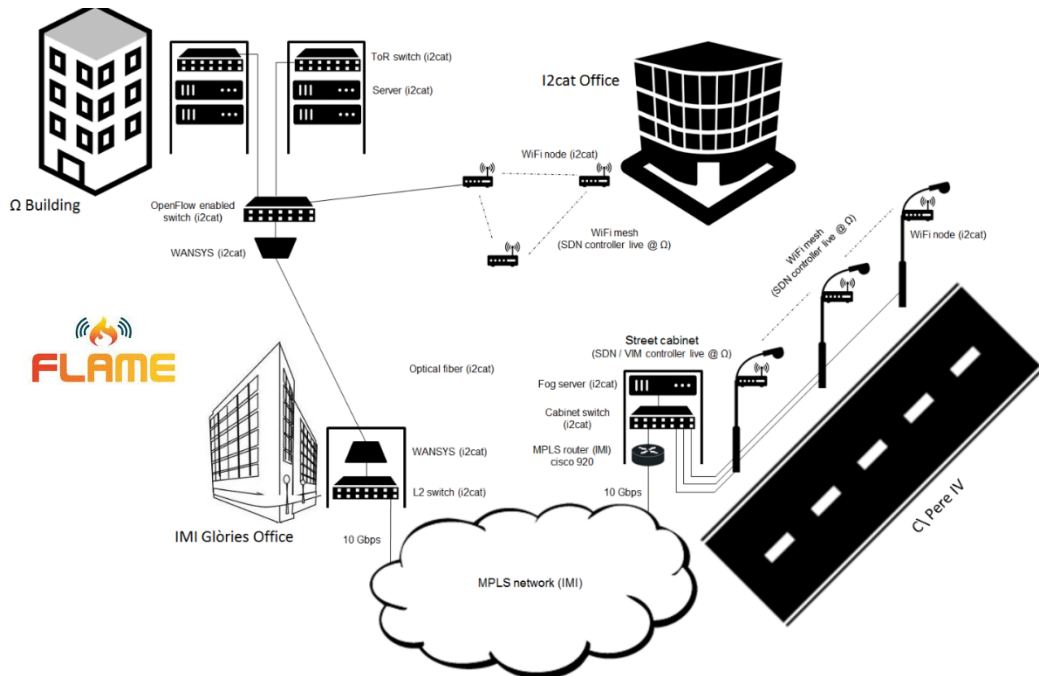 ToR switch (i2cat)
Server (i2cat)
I2cat Office
WiFi node (i2cat)
Ω Building
OpenFlow enabled
switch (i2cat)
WANSYS (i2cat)
WiFi mesh
(SDN controller live @ Ω)
WiFi mesh
(SDN controller live @ Ω)
WiFi node (i2cat)
FLAME
Optical fiber (i2cat)
Street cabinet
(SDN / VIM controller live @ Ω)
Fog server (i2cat)
Cabinet switch
(i2cat)
MPLS router (IMI)
cisco 920
WANSYS (i2cat)
L2 switch (i2cat)
IMI Glòries Office
10 Gbps
10 Gbps
C\ Pere IV
MPLS network (IMI)